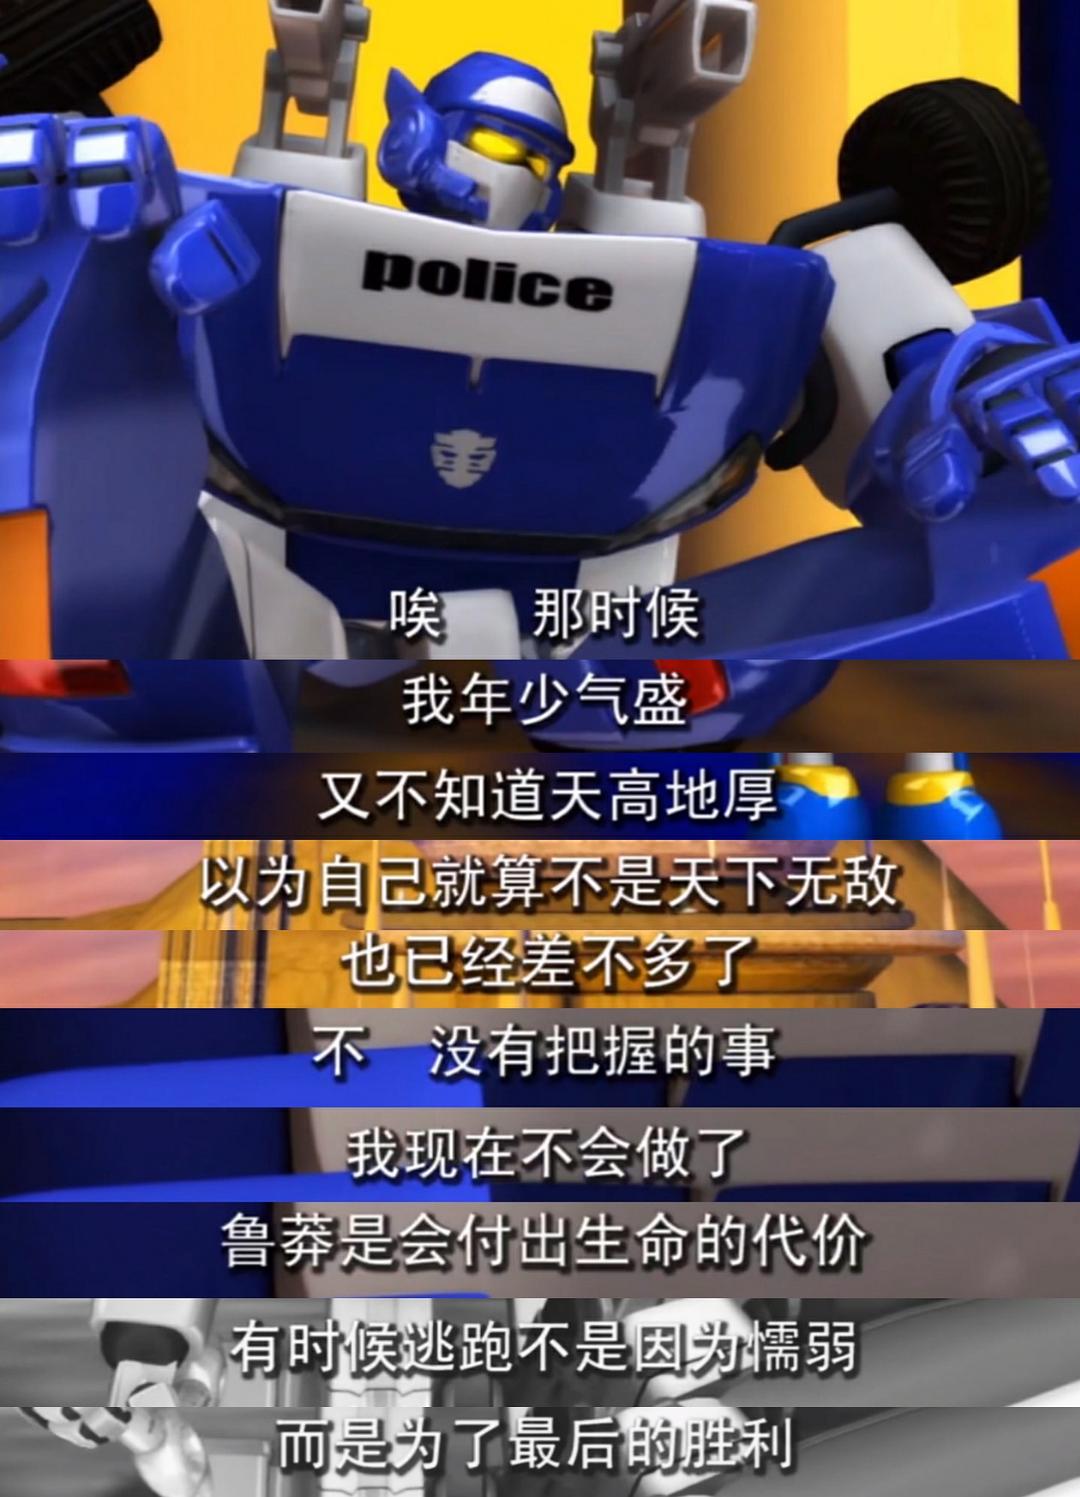 police
唉 那时候
我年少气盛
又不知道天高地厚
以为自己就算不是天下无敌
也已经差不多了
不 没有把握的事
我现在不会做了
鲁莽是会付出生命的代价
有时候逃跑不是因为懦弱
而是为了最后的胜利